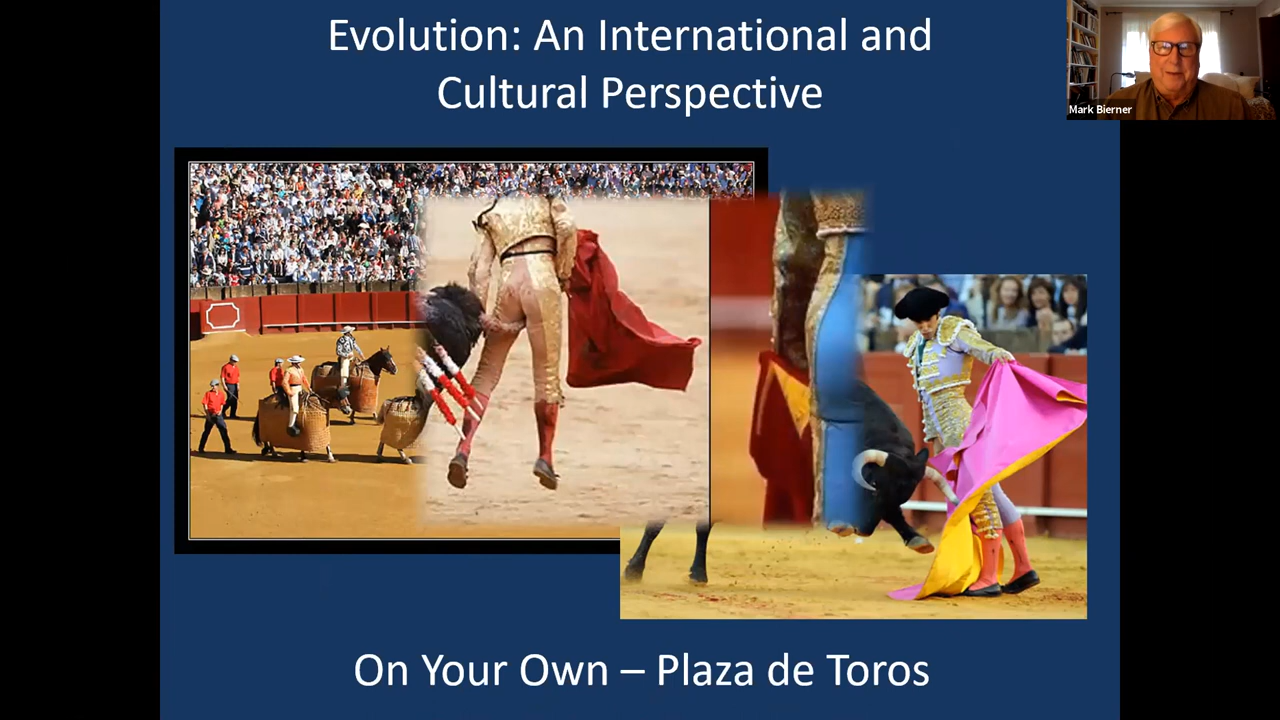 Evolution: An International and
Cultural Perspective
Mark Bierner
On Your Own – Plaza de Toros